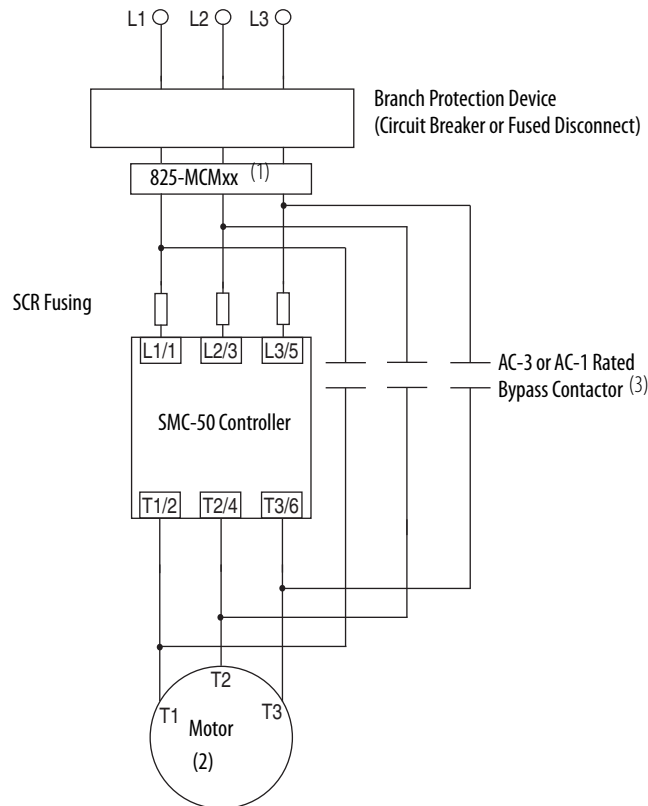 L1 L2 L3
Branch Protection Device
(Circuit Breaker or Fused Disconnect)
825-MCMxx (1)
SCR Fusing
L1/1 L2/3 L3/5
AC-3 or AC-1 Rated
Bypass Contactor (3)
SMC-50 Controller
T1/2 T2/4 T3/6
T2
T1 T3
Motor
(2)